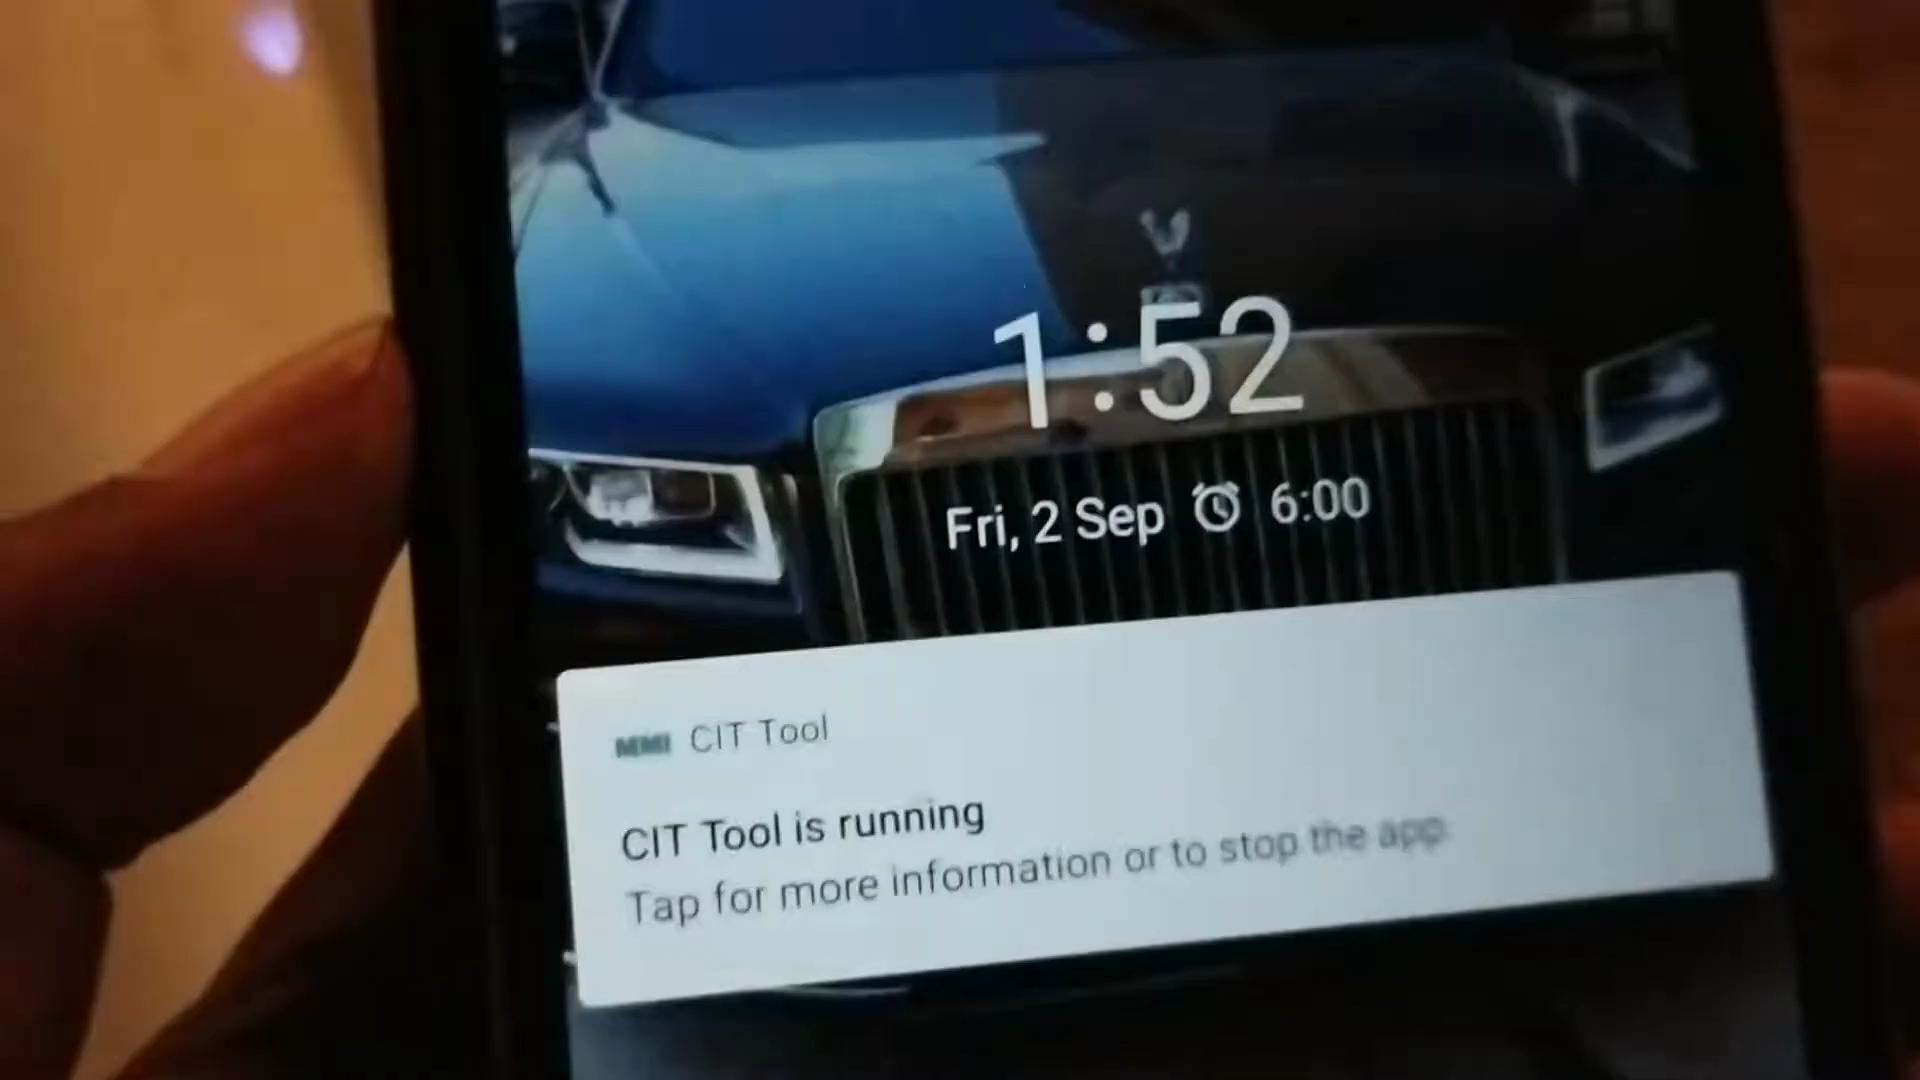 1:52
Fri, 2 Sep 6:00
MMI CIT Tool
CIT Tool is running
Tap for more information or to stop the app.